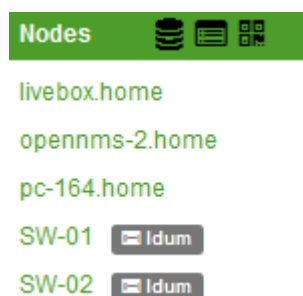 Nodes
livebox.home
opennms-2.home
pc-164.home
SW-01 Idum
SW-02 Idum